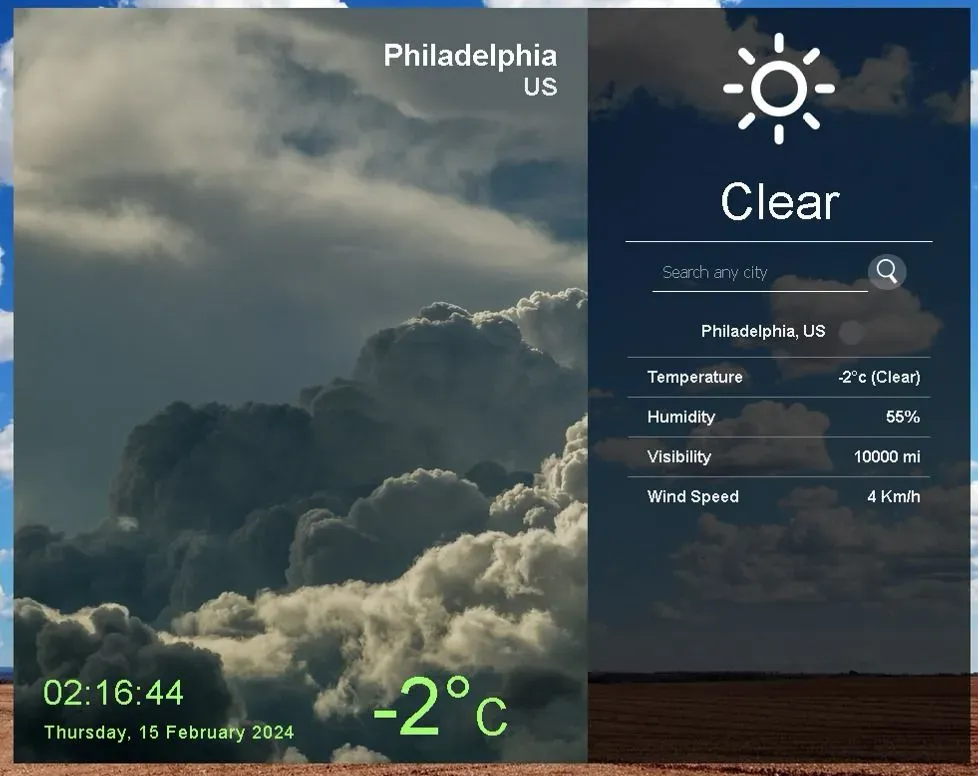 Philadelphia
US
02:16:44
Thursday, 15 February 2024
-2°c
Clear
Search any city
Philadelphia, US
Temperature -2°c (Clear)
Humidity 55%
Visibility 10000 mi
Wind Speed 4 Km/h